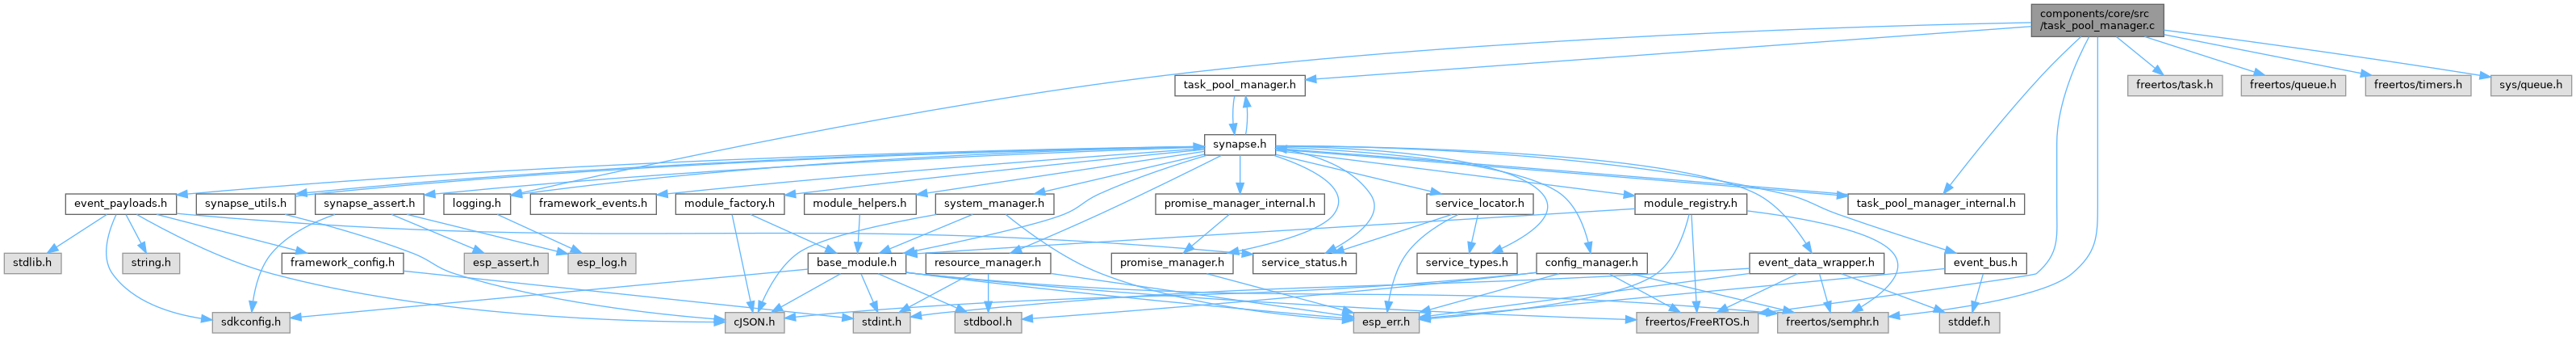 components/core/src
/task_pool_manager.c
task_pool_manager.h
freertos/task.h
freertos/queue.h
freertos/timers.h
sys/queue.h
synapse.h
event_payloads.h
synapse_utils.h
synapse_assert.h
logging.h
framework_events.h
module_factory.h
module_helpers.h
system_manager.h
promise_manager_internal.h
service_locator.h
module_registry.h
task_pool_manager_internal.h
stdlib.h
string.h
framework_config.h
esp_assert.h
esp_log.h
base_module.h
resource_manager.h
promise_manager.h
service_status.h
service_types.h
config_manager.h
event_data_wrapper.h
event_bus.h
sdkconfig.h
cJSON.h
stdint.h
stdbool.h
esp_err.h
freertos/FreeRTOS.h
freertos/semphr.h
stddef.h